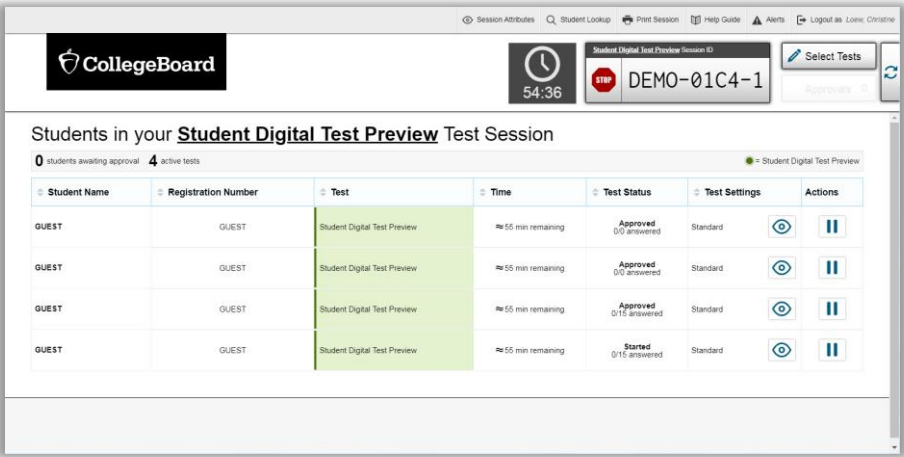 Session Attributes Student Lookup Print Session Help Guide Alerts Logout as Loew, Christine
CollegeBoard
54:36
Student Digital Test Preview Session ID
STOP
DEMO-01C4-1
Select Tests
Approvals
Students in your Student Digital Test Preview Test Session
0 students awaiting approval 4 active tests
= Student Digital Test Preview
Student Name Registration Number Test Time Test Status Test Settings Actions
GUEST GUEST Student Digital Test Preview ≈ 55 min remaining Approved Standard
0/0 answered
GUEST GUEST Student Digital Test Preview ≈ 55 min remaining Approved Standard
0/0 answered
GUEST GUEST Student Digital Test Preview ≈ 55 min remaining Approved Standard
0/15 answered
GUEST GUEST Student Digital Test Preview ≈ 55 min remaining Started Standard
0/15 answered